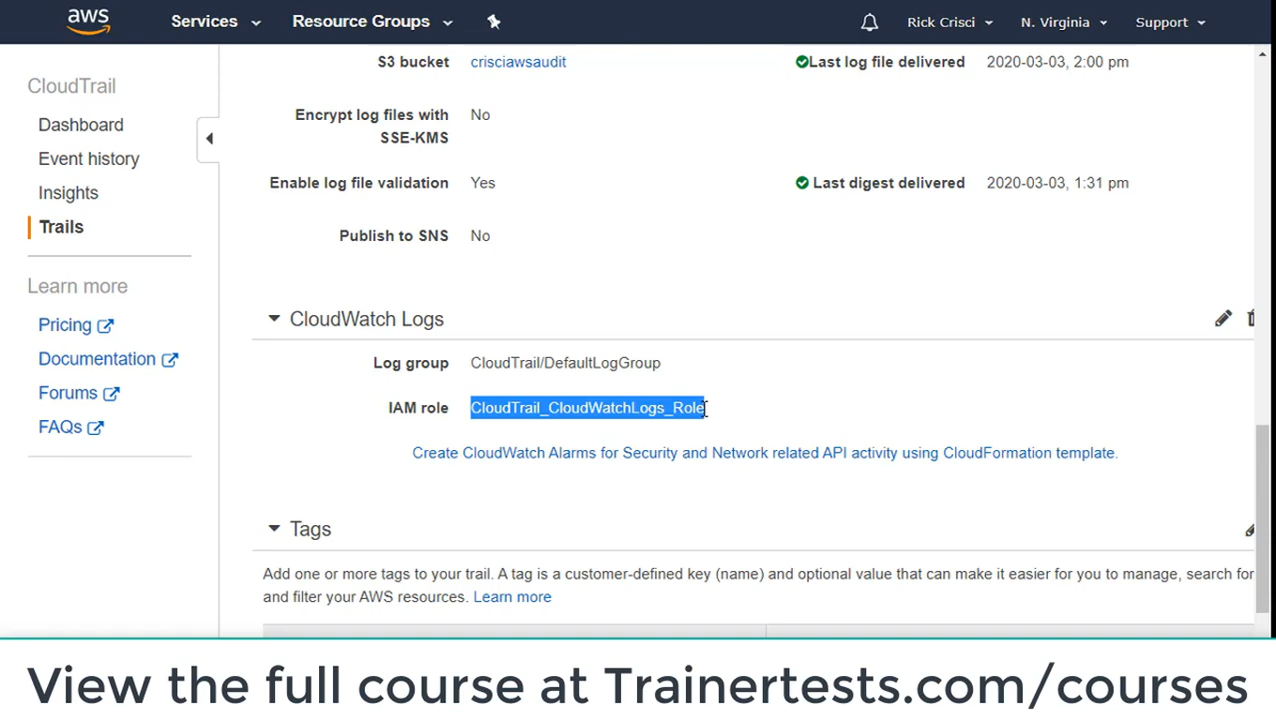 aws Services Resource Groups Rick Crisci N. Virginia Support
CloudTrail
Dashboard
Event history
Insights
Trails
Learn more
Pricing
Documentation
Forums
FAQs
S3 bucket crisciawsaudit Last log file delivered 2020-03-03, 2:00 pm
Encrypt log files with No
SSE-KMS
Enable log file validation Yes Last digest delivered 2020-03-03, 1:31 pm
Publish to SNS No
CloudWatch Logs
Log group CloudTrail/DefaultLogGroup
IAM role CloudTrail_CloudWatchLogs_Role
Create CloudWatch Alarms for Security and Network related API activity using CloudFormation template.
Tags
Add one or more tags to your trail. A tag is a customer-defined key (name) and optional value that can make it easier for you to manage, search for
and filter your AWS resources. Learn more
View the full course at Trainertests.com/courses